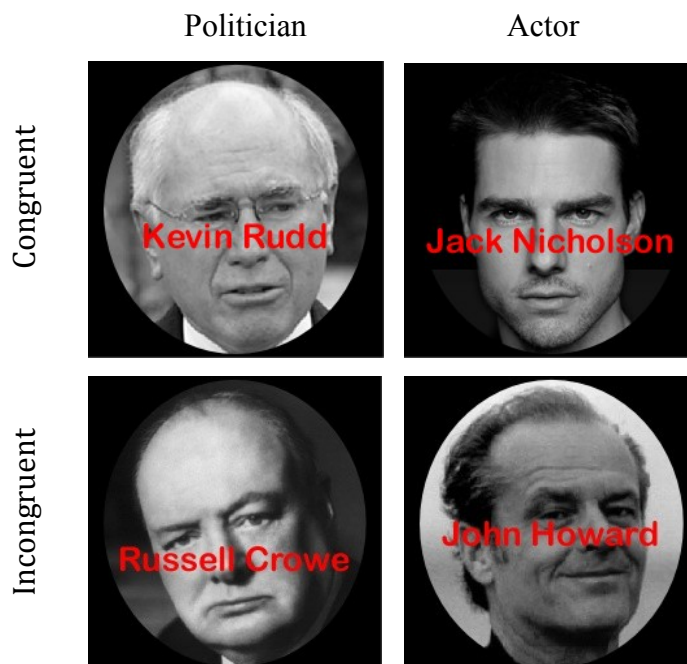 Politician Actor
Congruent
Kevin Rudd Jack Nicholson
Incongruent
Russell Crowe John Howard